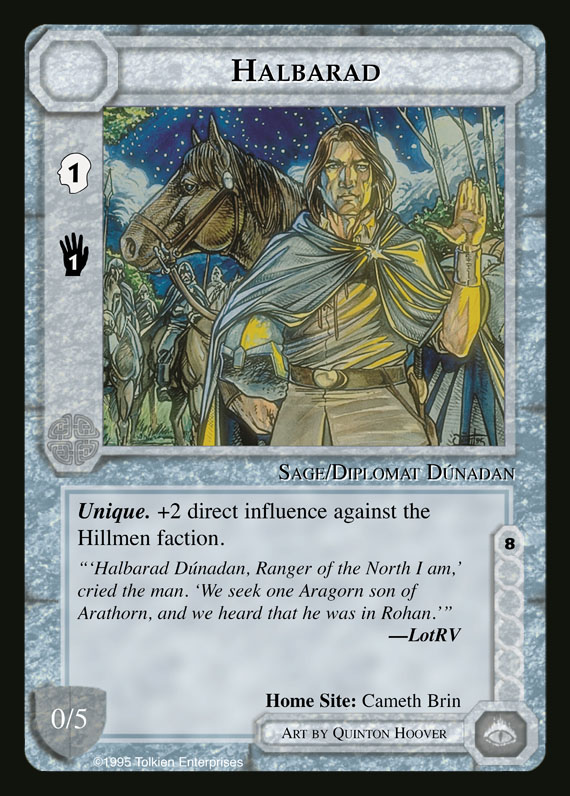 HALBARAD
1
1
SAGE/DIPLOMAT DÚNADAN
Unique. +2 direct influence against the
Hillmen faction.
“‘Halbarad Dúnadan, Ranger of the North I am,’
cried the man. ‘We seek one Aragorn son of
Arathorn, and we heard that he was in Rohan.’”
—LotRV
8
Home Site: Cameth Brin
0/5
ART BY QUINTON HOOVER
©1995 Tolkien Enterprises